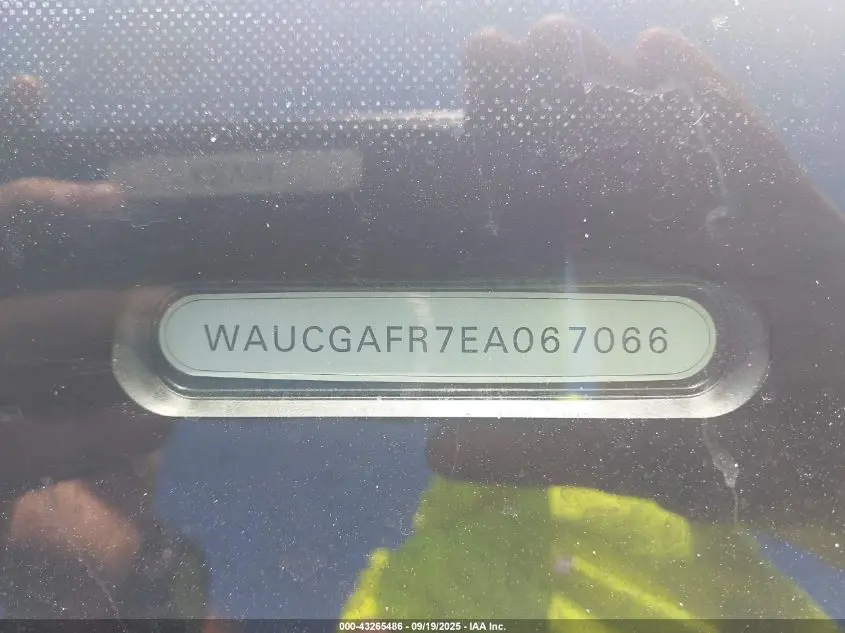 WAUCGAFR7EA067066
000-43265486 - 09/19/2025 - IAA Inc.